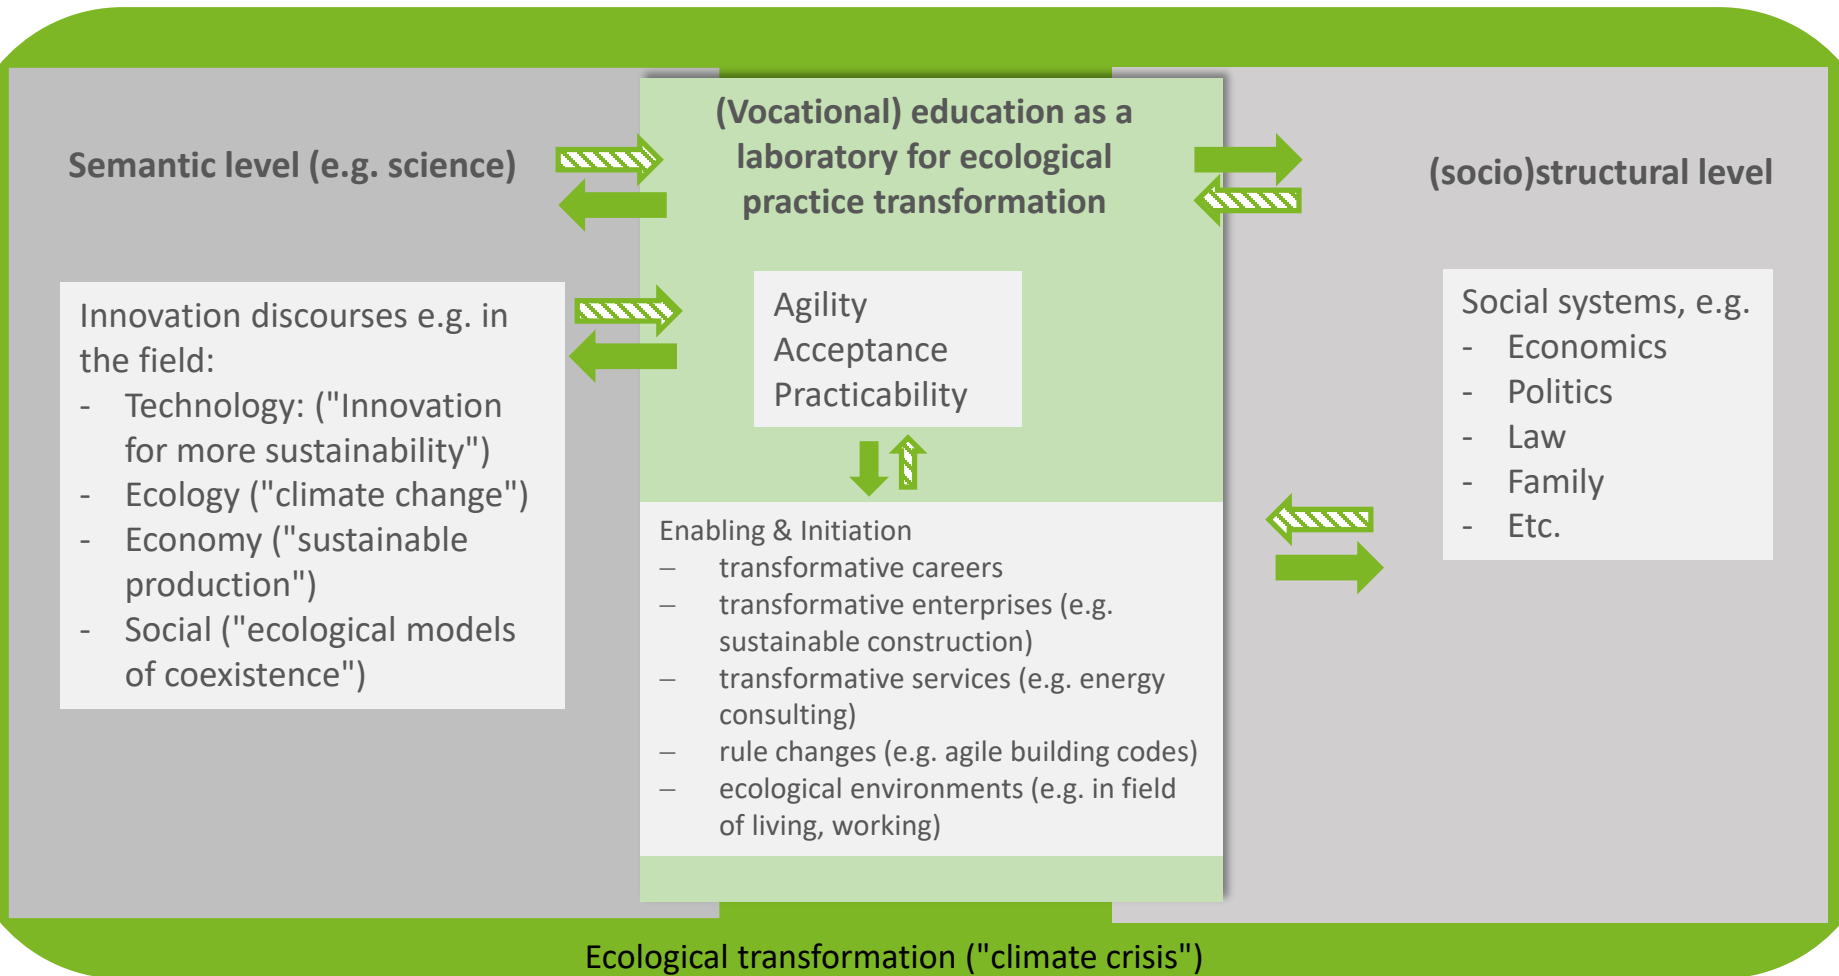 Semantic level (e.g. science)
(Vocational) education as a
laboratory for ecological
practice transformation
(socio)structural level
Innovation discourses e.g. in
the field:
- Technology: ("Innovation
for more sustainability")
- Ecology ("climate change")
- Economy ("sustainable
production")
- Social ("ecological models
of coexistence")
Agility
Acceptance
Practicability
Enabling & Initiation
– transformative careers
– transformative enterprises (e.g.
sustainable construction)
– transformative services (e.g. energy
consulting)
– rule changes (e.g. agile building codes)
– ecological environments (e.g. in field
of living, working)
Social systems, e.g.
- Economics
- Politics
- Law
- Family
- Etc.
Ecological transformation ("climate crisis")